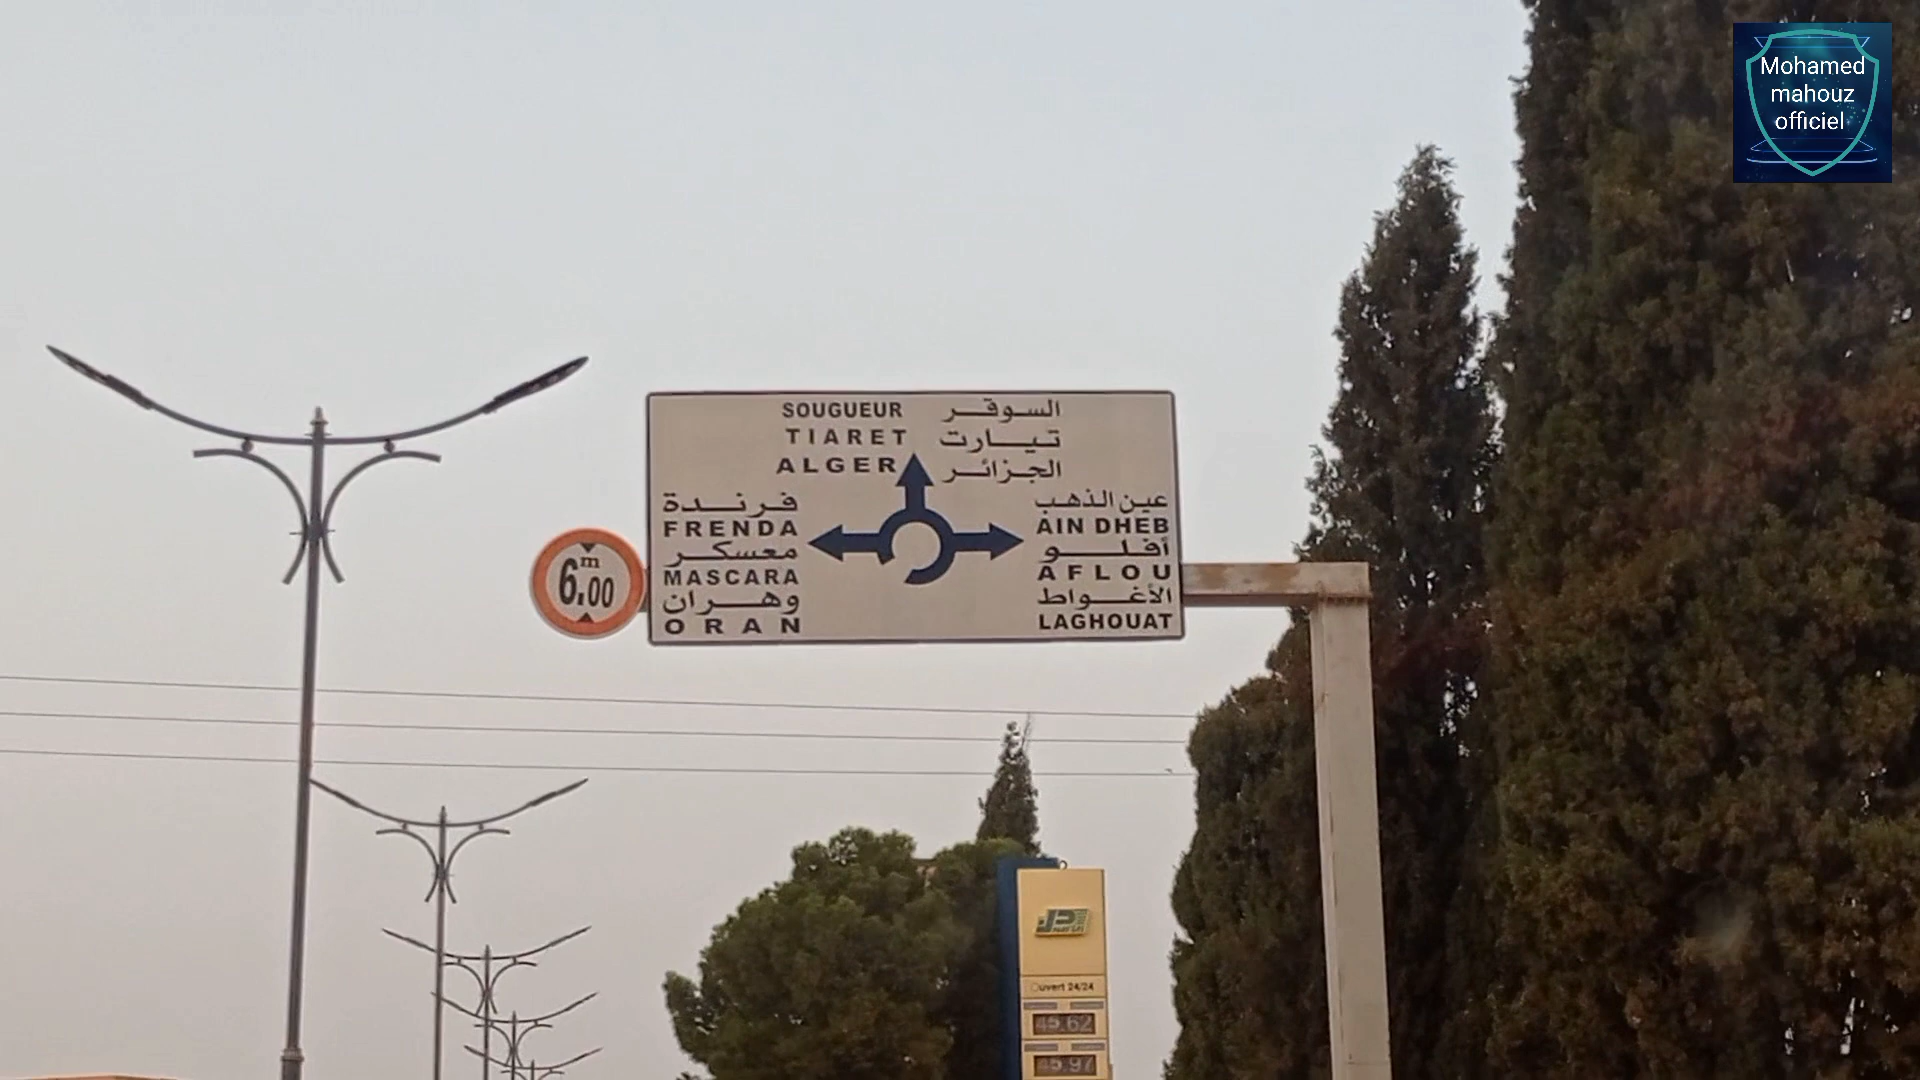 Mohamed
mahouz
officiel
SOUGUEUR السوقر
TIARET تيارت
ALGER الجزائر
فرندة
FRENDA
معسكر
MASCARA
وهران
ORAN
عين الذهب
AIN DHEB
أفلو
AFLOU
الأغواط
LAGHOUAT
m
6.00
Ouvert 24/24
45.62
45.97